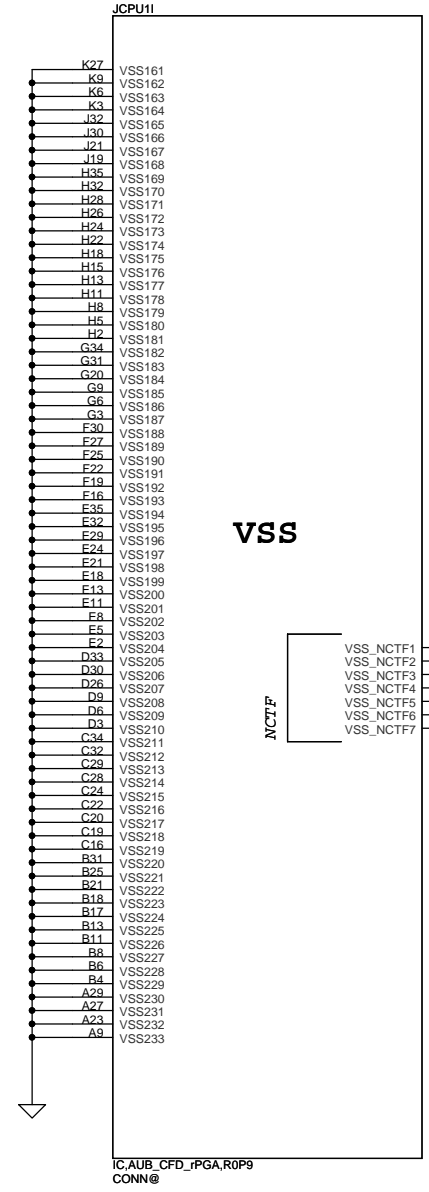 JCPU1I
K27 VSS161
K9 VSS162
K6 VSS163
K3 VSS164
J32 VSS165
J30 VSS166
J21 VSS167
J19 VSS168
H35 VSS169
H32 VSS170
H28 VSS171
H26 VSS172
H24 VSS173
H22 VSS174
H18 VSS175
H15 VSS176
H13 VSS177
H11 VSS178
H8 VSS179
H5 VSS180
H2 VSS181
G34 VSS182
G31 VSS183
G20 VSS184
G9 VSS185
G6 VSS186
G3 VSS187
F30 VSS188
F27 VSS189
F25 VSS190
F22 VSS191
F19 VSS192
F16 VSS193
E35 VSS194
E32 VSS195
E29 VSS196
E24 VSS197
E21 VSS198
E18 VSS199
E13 VSS200
E11 VSS201
E8 VSS202
E5 VSS203
E2 VSS204
D33 VSS205
D30 VSS206
D26 VSS207
D9 VSS208
D6 VSS209
D3 VSS210
C34 VSS211
C32 VSS212
C29 VSS213
C28 VSS214
C24 VSS215
C22 VSS216
C20 VSS217
C19 VSS218
C16 VSS219
B31 VSS220
B25 VSS221
B21 VSS222
B18 VSS223
B17 VSS224
B13 VSS225
B11 VSS226
B8 VSS227
B6 VSS228
B4 VSS229
A29 VSS230
A27 VSS231
A23 VSS232
A9 VSS233
VSS
NCTF
VSS_NCTF1
VSS_NCTF2
VSS_NCTF3
VSS_NCTF4
VSS_NCTF5
VSS_NCTF6
VSS_NCTF7
IC,AUB_CFD_rPGA,R0P9
CONN@